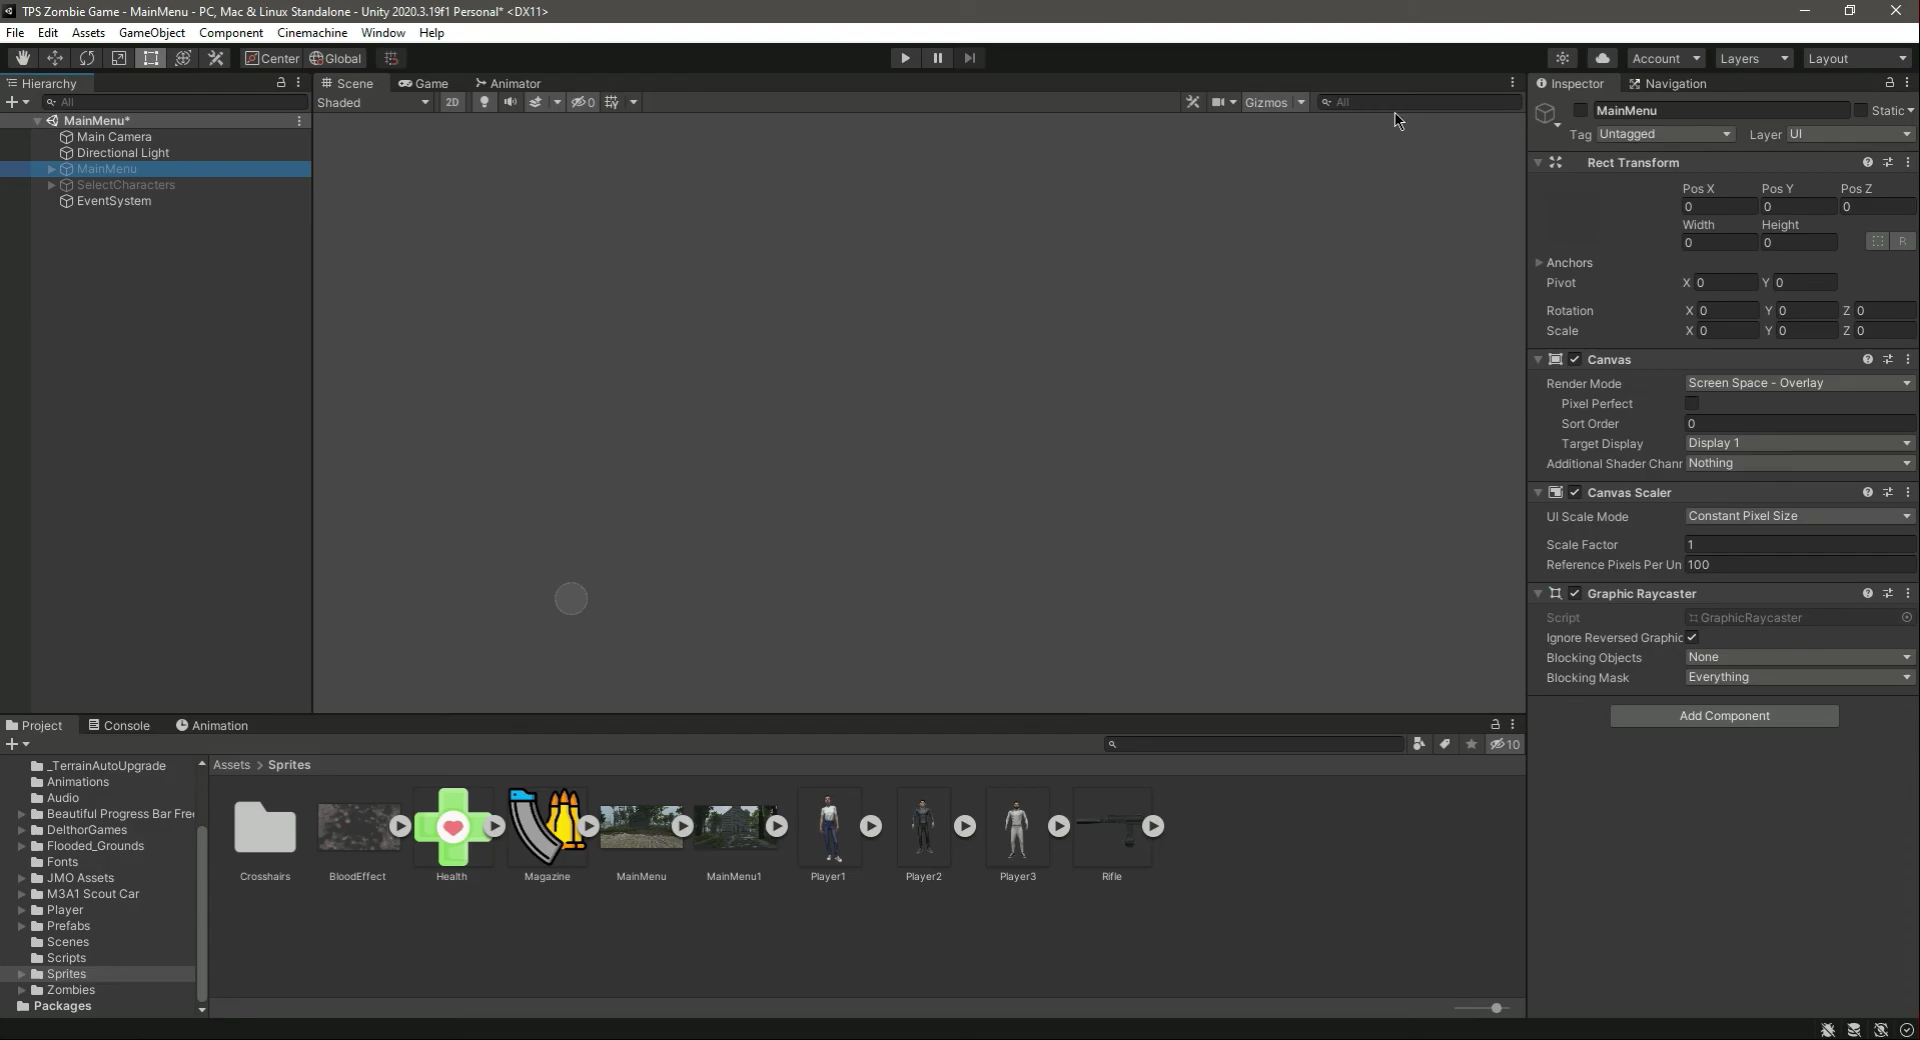 TPS Zombie Game - MainMenu - PC, Mac & Linux Standalone - Unity 2020.3.19f1 Personal* <DX11>
File Edit Assets GameObject Component Cinemachine Window Help
Center Global Account Layers Layout
Hierarchy
All
MainMenu*
Main Camera
Directional Light
MainMenu
SelectCharacters
EventSystem
Scene Game Animator
Shaded 2D 0 Gizmos All
Inspector Navigation
MainMenu Static
Tag Untagged Layer UI
Rect Transform
Pos X Pos Y Pos Z
0 0 0
Width Height
0 0 R
Anchors
Pivot X 0 Y 0
Rotation X 0 Y 0 Z 0
Scale X 0 Y 0 Z 0
Canvas
Render Mode Screen Space - Overlay
Pixel Perfect
Sort Order 0
Target Display Display 1
Additional Shader Chanr Nothing
Canvas Scaler
UI Scale Mode Constant Pixel Size
Scale Factor 1
Reference Pixels Per Un 100
Graphic Raycaster
Script GraphicRaycaster
Ignore Reversed Graphic
Blocking Objects None
Blocking Mask Everything
Add Component
Project Console Animation
10
_TerrainAutoUpgrade
Animations
Audio
Beautiful Progress Bar Free
DelthorGames
Flooded_Grounds
Fonts
JMO Assets
M3A1 Scout Car
Player
Prefabs
Scenes
Scripts
Sprites
Zombies
Packages
Assets > Sprites
Crosshairs BloodEffect Health Magazine MainMenu MainMenu1 Player1 Player2 Player3 Rifle